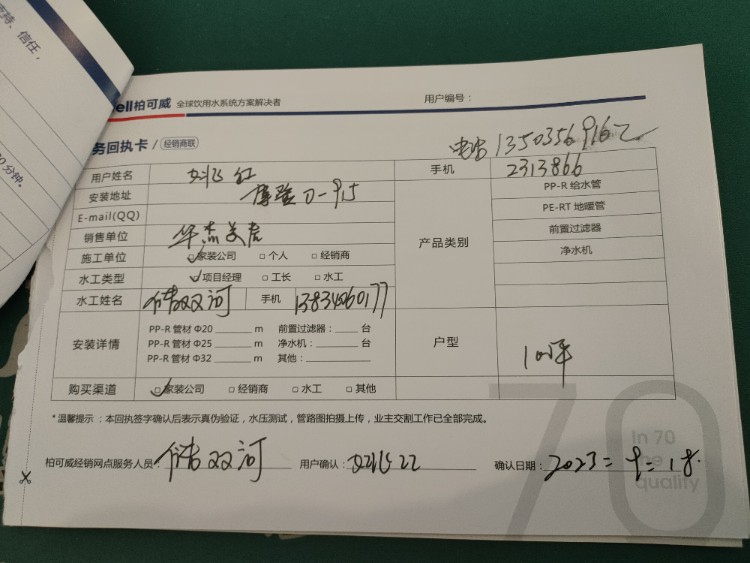 支持、信任,
分钟。
ell柏可威 全球饮用水系统方案解决者 用户编号：
务回执卡 / 经销商联
电话 1350356916
用户姓名 红 手机 2313866
安装地址 PP-R 给水管
E-mail(QQ) PE-RT 地暖管
销售单位 华杰美居 产品类别 前置过滤器
净水机
施工单位 家装公司 个人 经销商
水工类型 项目经理 工长 水工
水工姓名 储双河 手机 13834060177
安装详情 PP-R 管材 Φ20 m 前置过滤器： 台 户型
PP-R 管材 Φ25 m 净水机： 台
PP-R 管材 Φ32 m 其他：
购买渠道 家装公司 经销商 水工 其他
*温馨提示：本回执签字确认后表示真伪验证，水压测试，管路图拍摄上传，业主交割工作已全部完成。
柏可威经销网点服务人员： 储双河 用户确认： 确认日期： 2023
70
In 70
quality